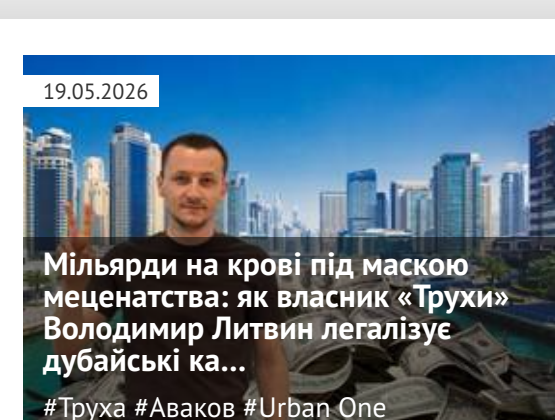 19.05.2026
Мільярди на крові під маскою
меценатства: як власник «Трухи»
Володимир Литвин легалізує
дубайські ка...
#Труха #Аваков #Urban One